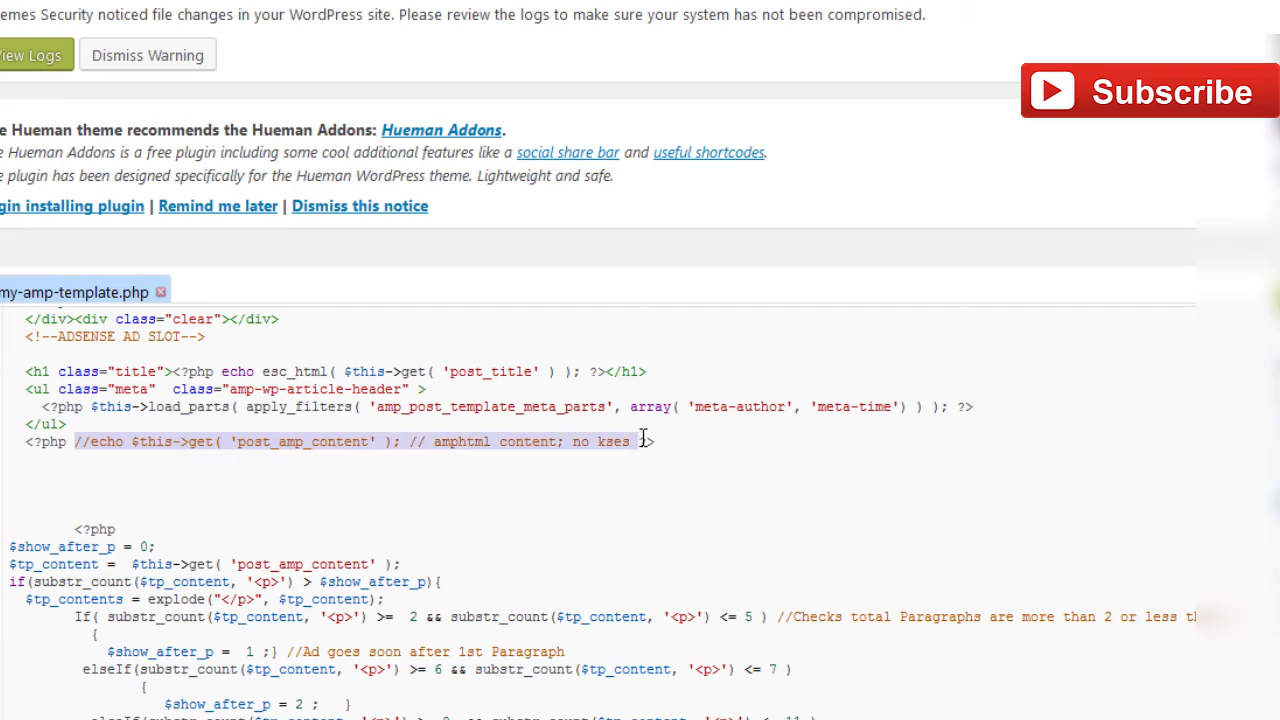 emes Security noticed file changes in your WordPress site. Please review the logs to make sure your system has not been compromised.
View Logs Dismiss Warning
Subscribe
e Hueman theme recommends the Hueman Addons: Hueman Addons.
e Hueman Addons is a free plugin including some cool additional features like a social share bar and useful shortcodes.
e plugin has been designed specifically for the Hueman WordPress theme. Lightweight and safe.
gin installing plugin | Remind me later | Dismiss this notice
my-amp-template.php
</div><div class="clear"></div>
<!--ADSENSE AD SLOT-->
<h1 class="title"><?php echo esc_html( $this->get( 'post_title' ) ); ?></h1>
<ul class="meta" class="amp-wp-article-header" >
<?php $this->load_parts( apply_filters( 'amp_post_template_meta_parts', array( 'meta-author', 'meta-time') ) ); ?>
</ul>
<?php //echo $this->get( 'post_amp_content' ); // amphtml content; no kses ?>
<?php
$show_after_p = 0;
$tp_content = $this->get( 'post_amp_content' );
if(substr_count($tp_content, '<p>') > $show_after_p){
$tp_contents = explode("</p>", $tp_content);
If( substr_count($tp_content, '<p>') >= 2 && substr_count($tp_content, '<p>') <= 5 ) //Checks total Paragraphs are more than 2 or less th
{
$show_after_p = 1 ;} //Ad goes soon after 1st Paragraph
elseIf(substr_count($tp_content, '<p>') >= 6 && substr_count($tp_content, '<p>') <= 7 )
{
$show_after_p = 2 ; }